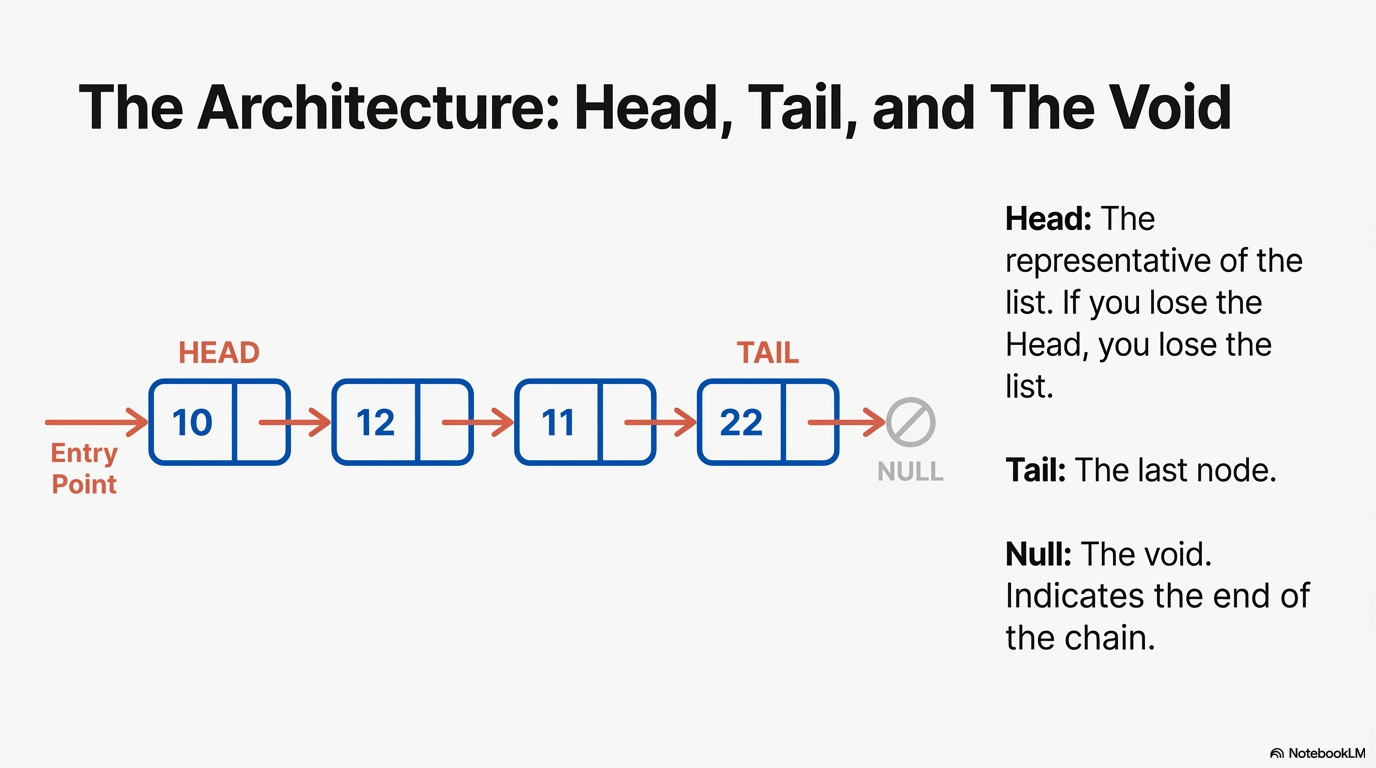 The Architecture: Head, Tail, and The Void
HEAD
TAIL
10
12
11
22
Entry
Point
NULL
Head: The
representative of the
list. If you lose the
Head, you lose the
list.
Tail: The last node.
Null: The void.
Indicates the end of
the chain.
NotebookLM